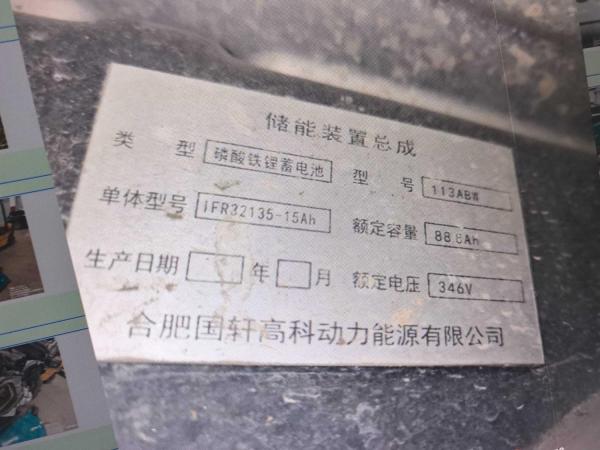 储能装置总成
类 型 磷酸铁锂蓄电池 型 号 113AB
单体型号 IFR32135-15Ah 额定容量 88.8Ah
生产日期 年 月 额定电压 346V
合肥国轩高科动力能源有限公司